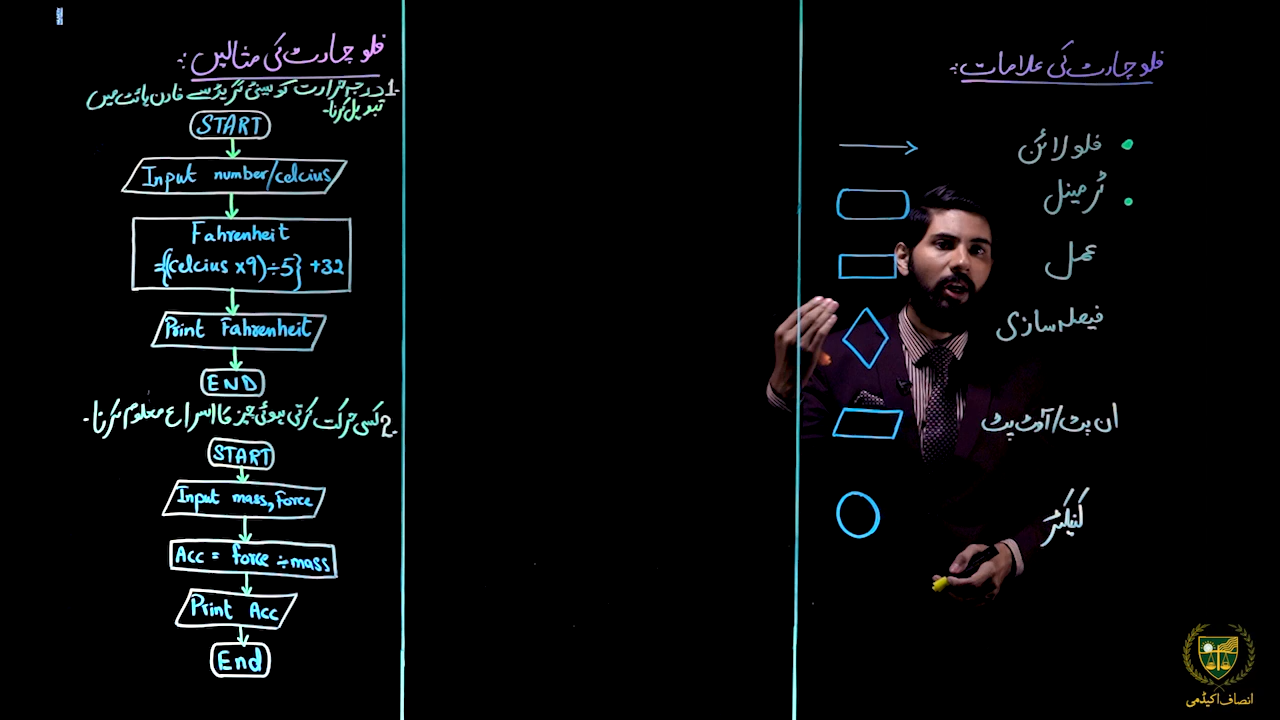 فلو چارٹ کی علامات :
فلو لائن
ٹرمینل
عمل
فیصلہ سازی
ان پٹ/آوٹ پٹ
کنیکٹر
فلو چارٹ کی مثالیں :
1- درجہ حرارت کو سینٹی گریڈ سے فارن ہائٹ میں
تبدیل کرنا۔
START
Input number/celcius
Fahrenheit
={(celcius x9)÷5} +32
Print Fahrenheit
END
2- کسی حرکت کرتی ہوئی چیز کا اسراع معلوم کرنا۔
START
Input mass, Force
Acc = force ÷ mass
Print Acc
End
انصاف اکیڈمی